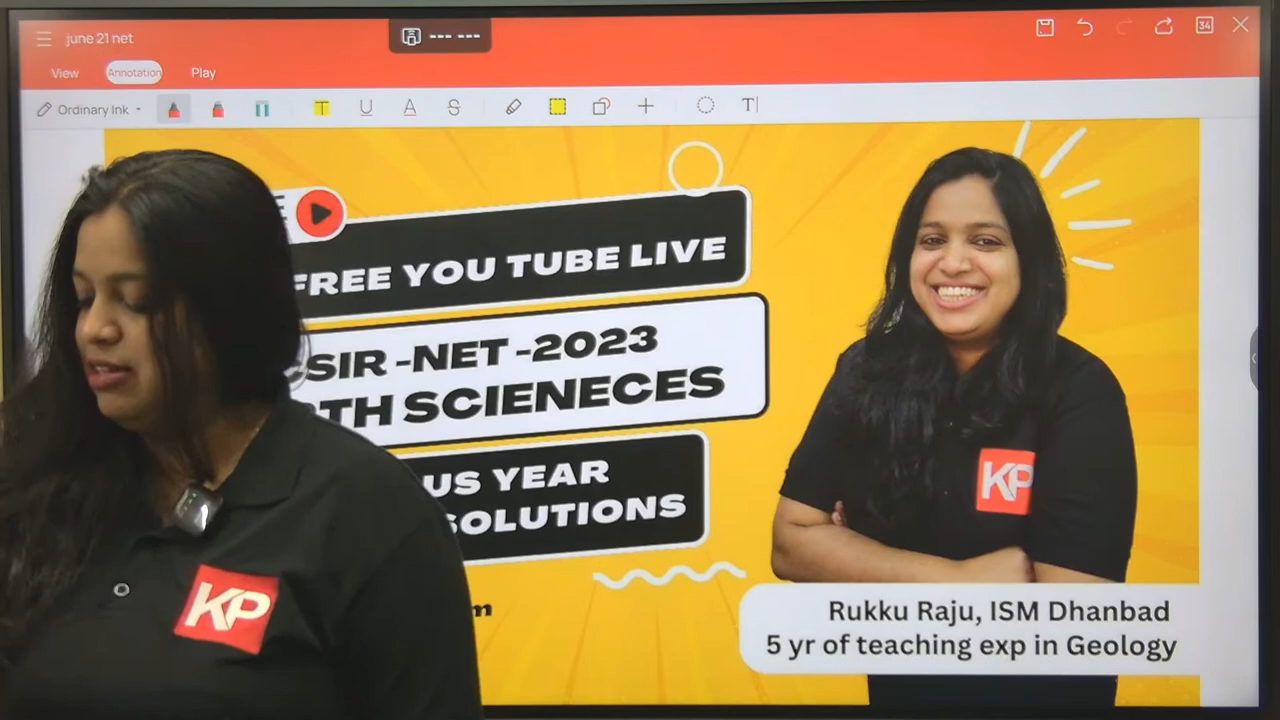 june 21 net
--- ---
34
View
Annotation
Play
Ordinary Ink
T
U
A
S
T
FREE YOU TUBE LIVE
SIR -NET -2023
TH SCIENECES
US YEAR
SOLUTIONS
m
KP
Rukku Raju, ISM Dhanbad
5 yr of teaching exp in Geology
KP